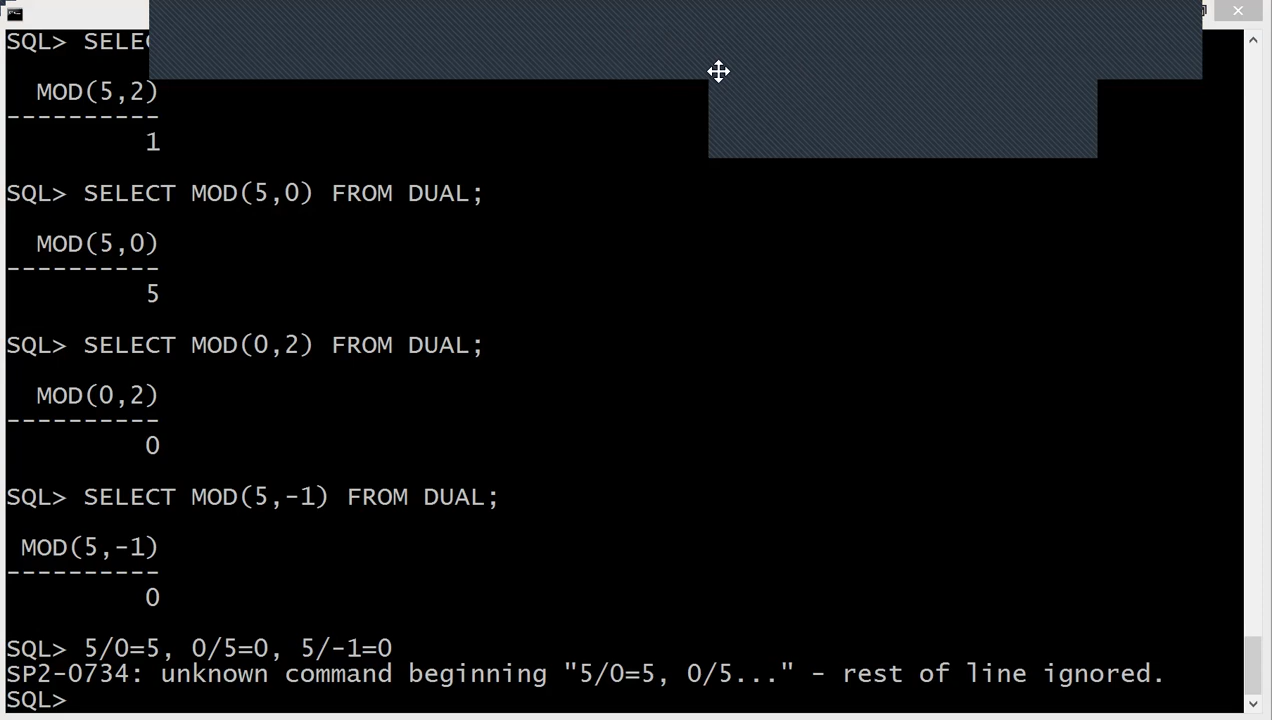 SQL> SELEC
MOD(5,2)
----------
1
SQL> SELECT MOD(5,0) FROM DUAL;
MOD(5,0)
----------
5
SQL> SELECT MOD(0,2) FROM DUAL;
MOD(0,2)
----------
0
SQL> SELECT MOD(5,-1) FROM DUAL;
MOD(5,-1)
----------
0
SQL> 5/0=5, 0/5=0, 5/-1=0
SP2-0734: unknown command beginning "5/0=5, 0/5..." - rest of line ignored.
SQL>